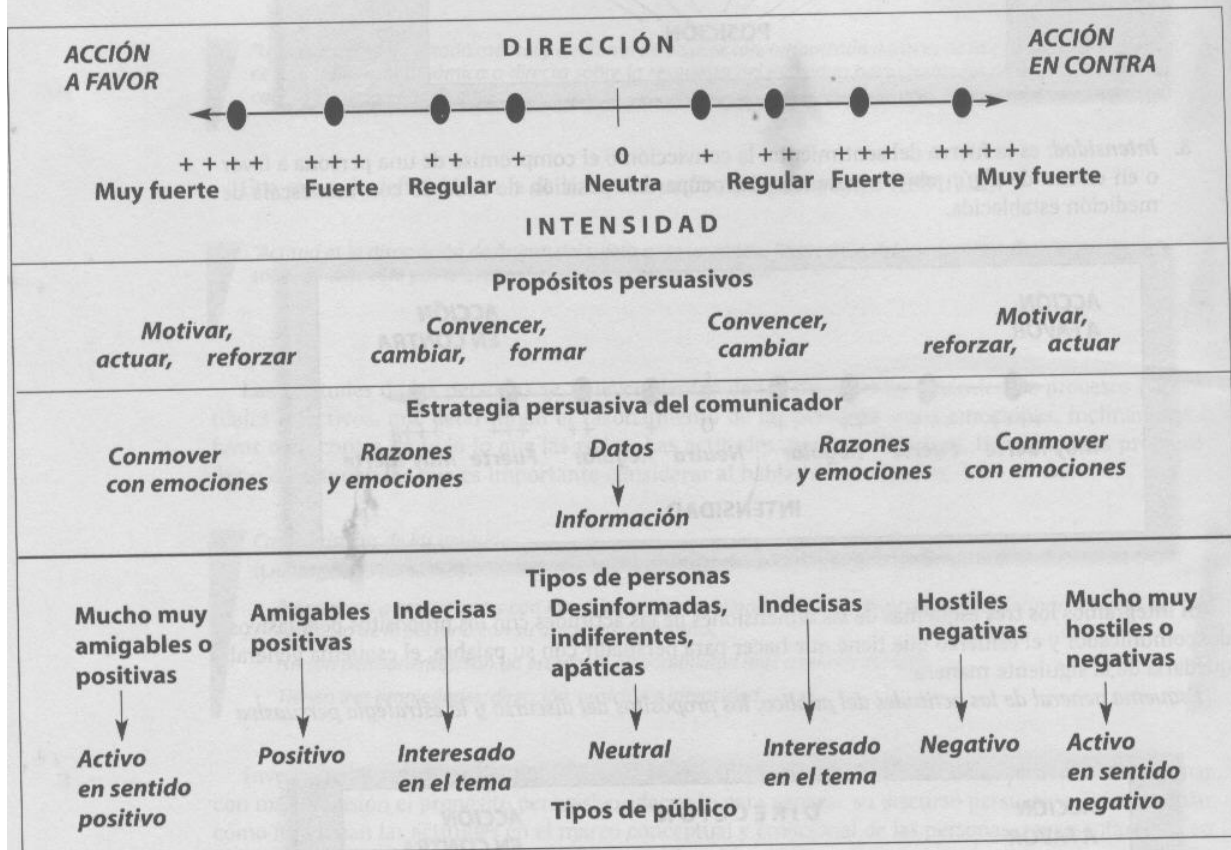 ACCIÓN
A FAVOR
DIRECCIÓN
ACCIÓN
EN CONTRA
+ + + + + + + + + + 0 + + + + + + + + + +
Muy fuerte Fuerte Regular Neutra Regular Fuerte Muy fuerte
INTENSIDAD
Propósitos persuasivos
Motivar,
actuar, reforzar
Convencer,
cambiar, formar
Convencer,
cambiar
Motivar,
reforzar, actuar
Estrategia persuasiva del comunicador
Conmover
con emociones
Razones
y emociones
Datos
Información
Razones
y emociones
Conmover
con emociones
Tipos de personas
Mucho muy
amigables o
positivas
Amigables
positivas
Indecisas
Desinformadas,
indiferentes,
apáticas
Indecisas
Hostiles
negativas
Mucho muy
hostiles o
negativas
Activo
en sentido
positivo
Positivo
Interesado
en el tema
Neutral
Interesado
en el tema
Negativo
Activo
en sentido
negativo
Tipos de público